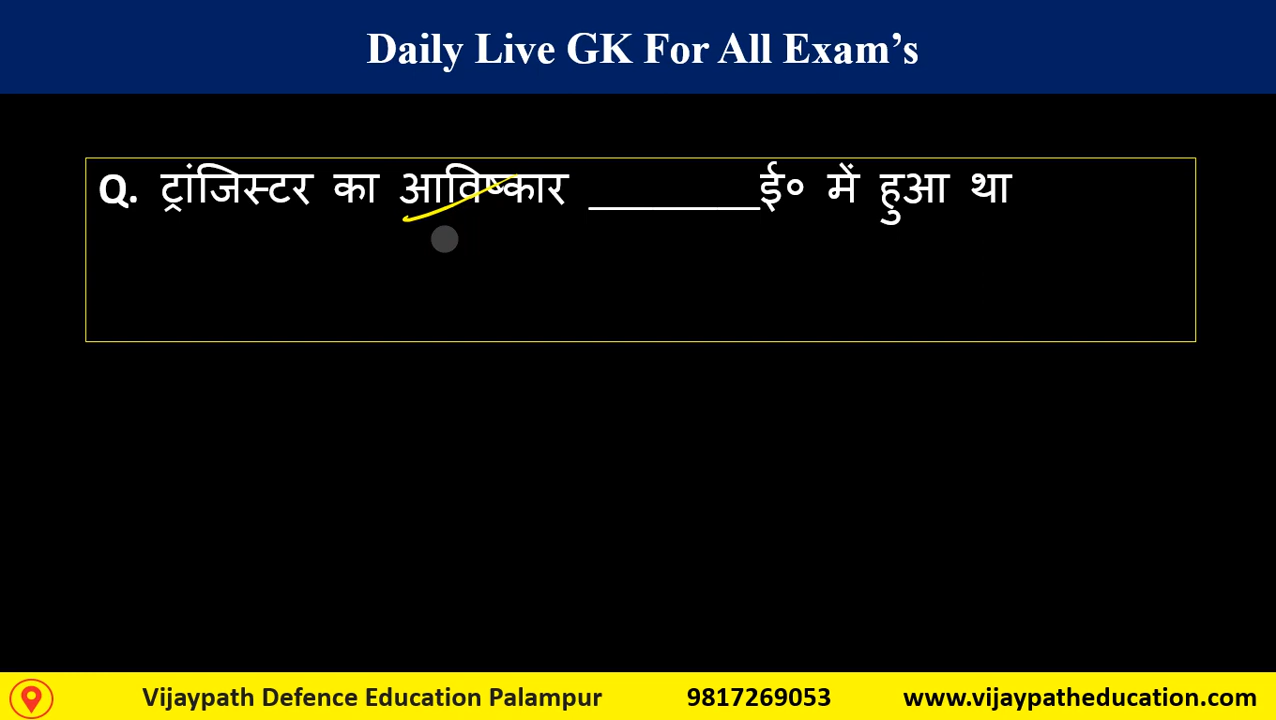 Daily Live GK For All Exam’s
Q. ट्रांजिस्टर का आविष्कार ________ई० में हुआ था
Vijaypath Defence Education Palampur 9817269053 www.vijaypatheducation.com